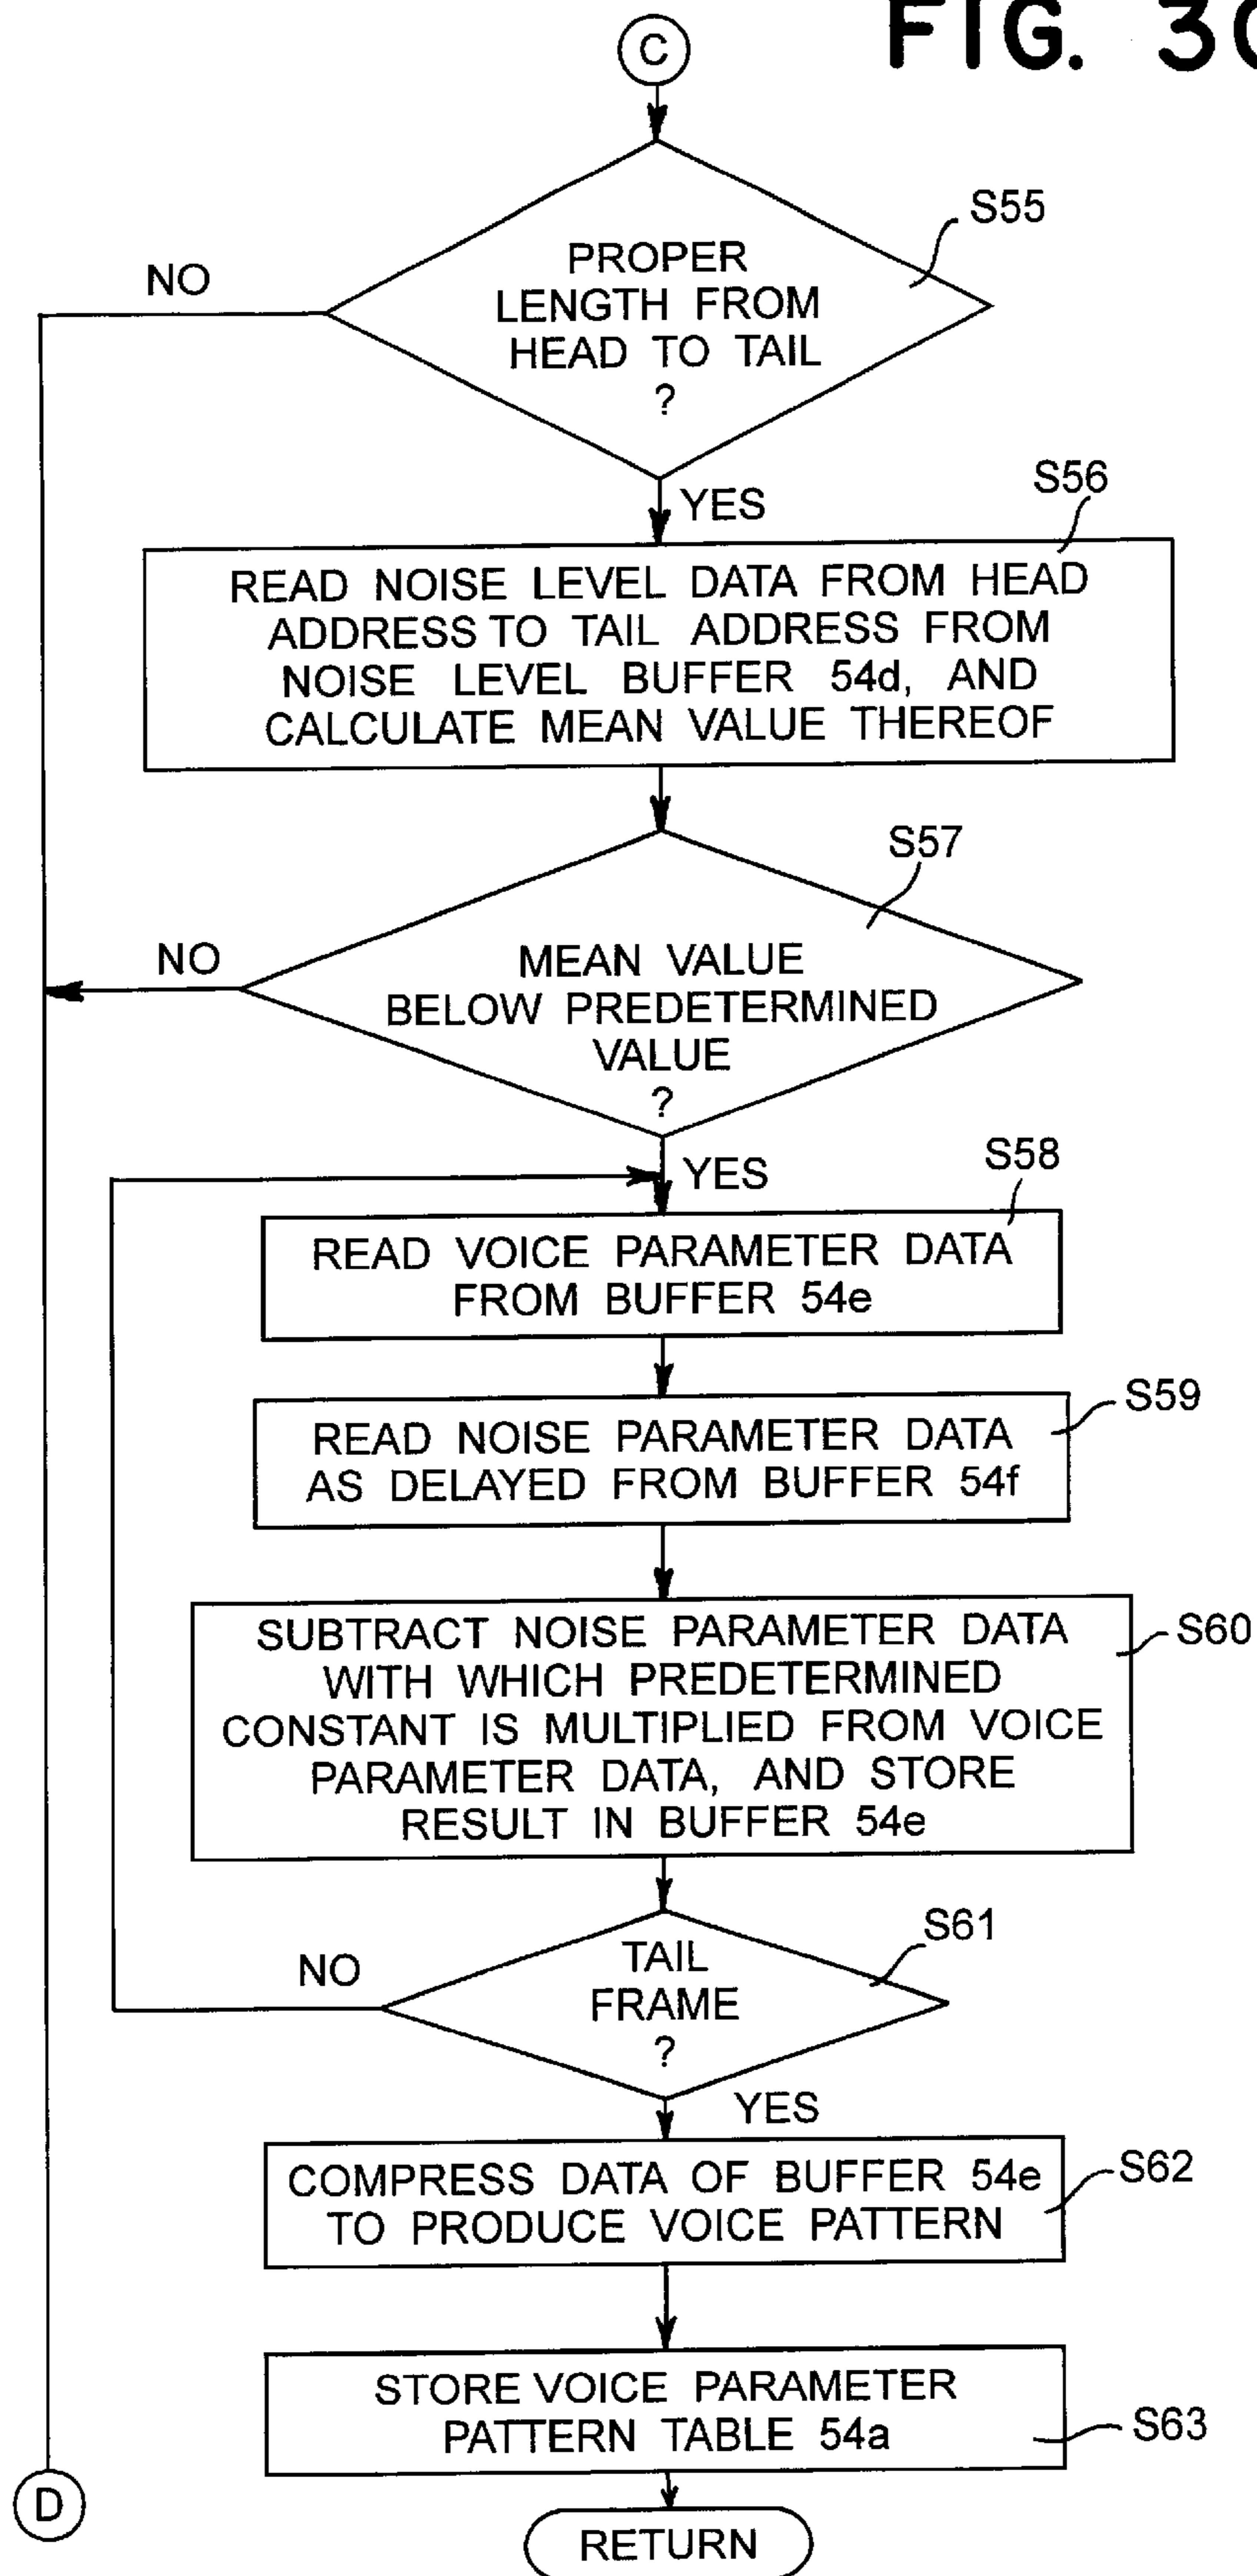 FIG. 3C
C
S55
PROPER
LENGTH FROM
HEAD TO TAIL
?
NO
YES
S56
READ NOISE LEVEL DATA FROM HEAD
ADDRESS TO TAIL ADDRESS FROM
NOISE LEVEL BUFFER 54d, AND
CALCULATE MEAN VALUE THEREOF
S57
NO
MEAN VALUE
BELOW PREDETERMINED
VALUE
?
YES
S58
READ VOICE PARAMETER DATA
FROM BUFFER 54e
S59
READ NOISE PARAMETER DATA
AS DELAYED FROM BUFFER 54f
S60
SUBTRACT NOISE PARAMETER DATA
WITH WHICH PREDETERMINED
CONSTANT IS MULTIPLIED FROM VOICE
PARAMETER DATA, AND STORE
RESULT IN BUFFER 54e
S61
NO
TAIL
FRAME
?
YES
S62
COMPRESS DATA OF BUFFER 54e
TO PRODUCE VOICE PATTERN
S63
STORE VOICE PARAMETER
PATTERN TABLE 54a
D
RETURN